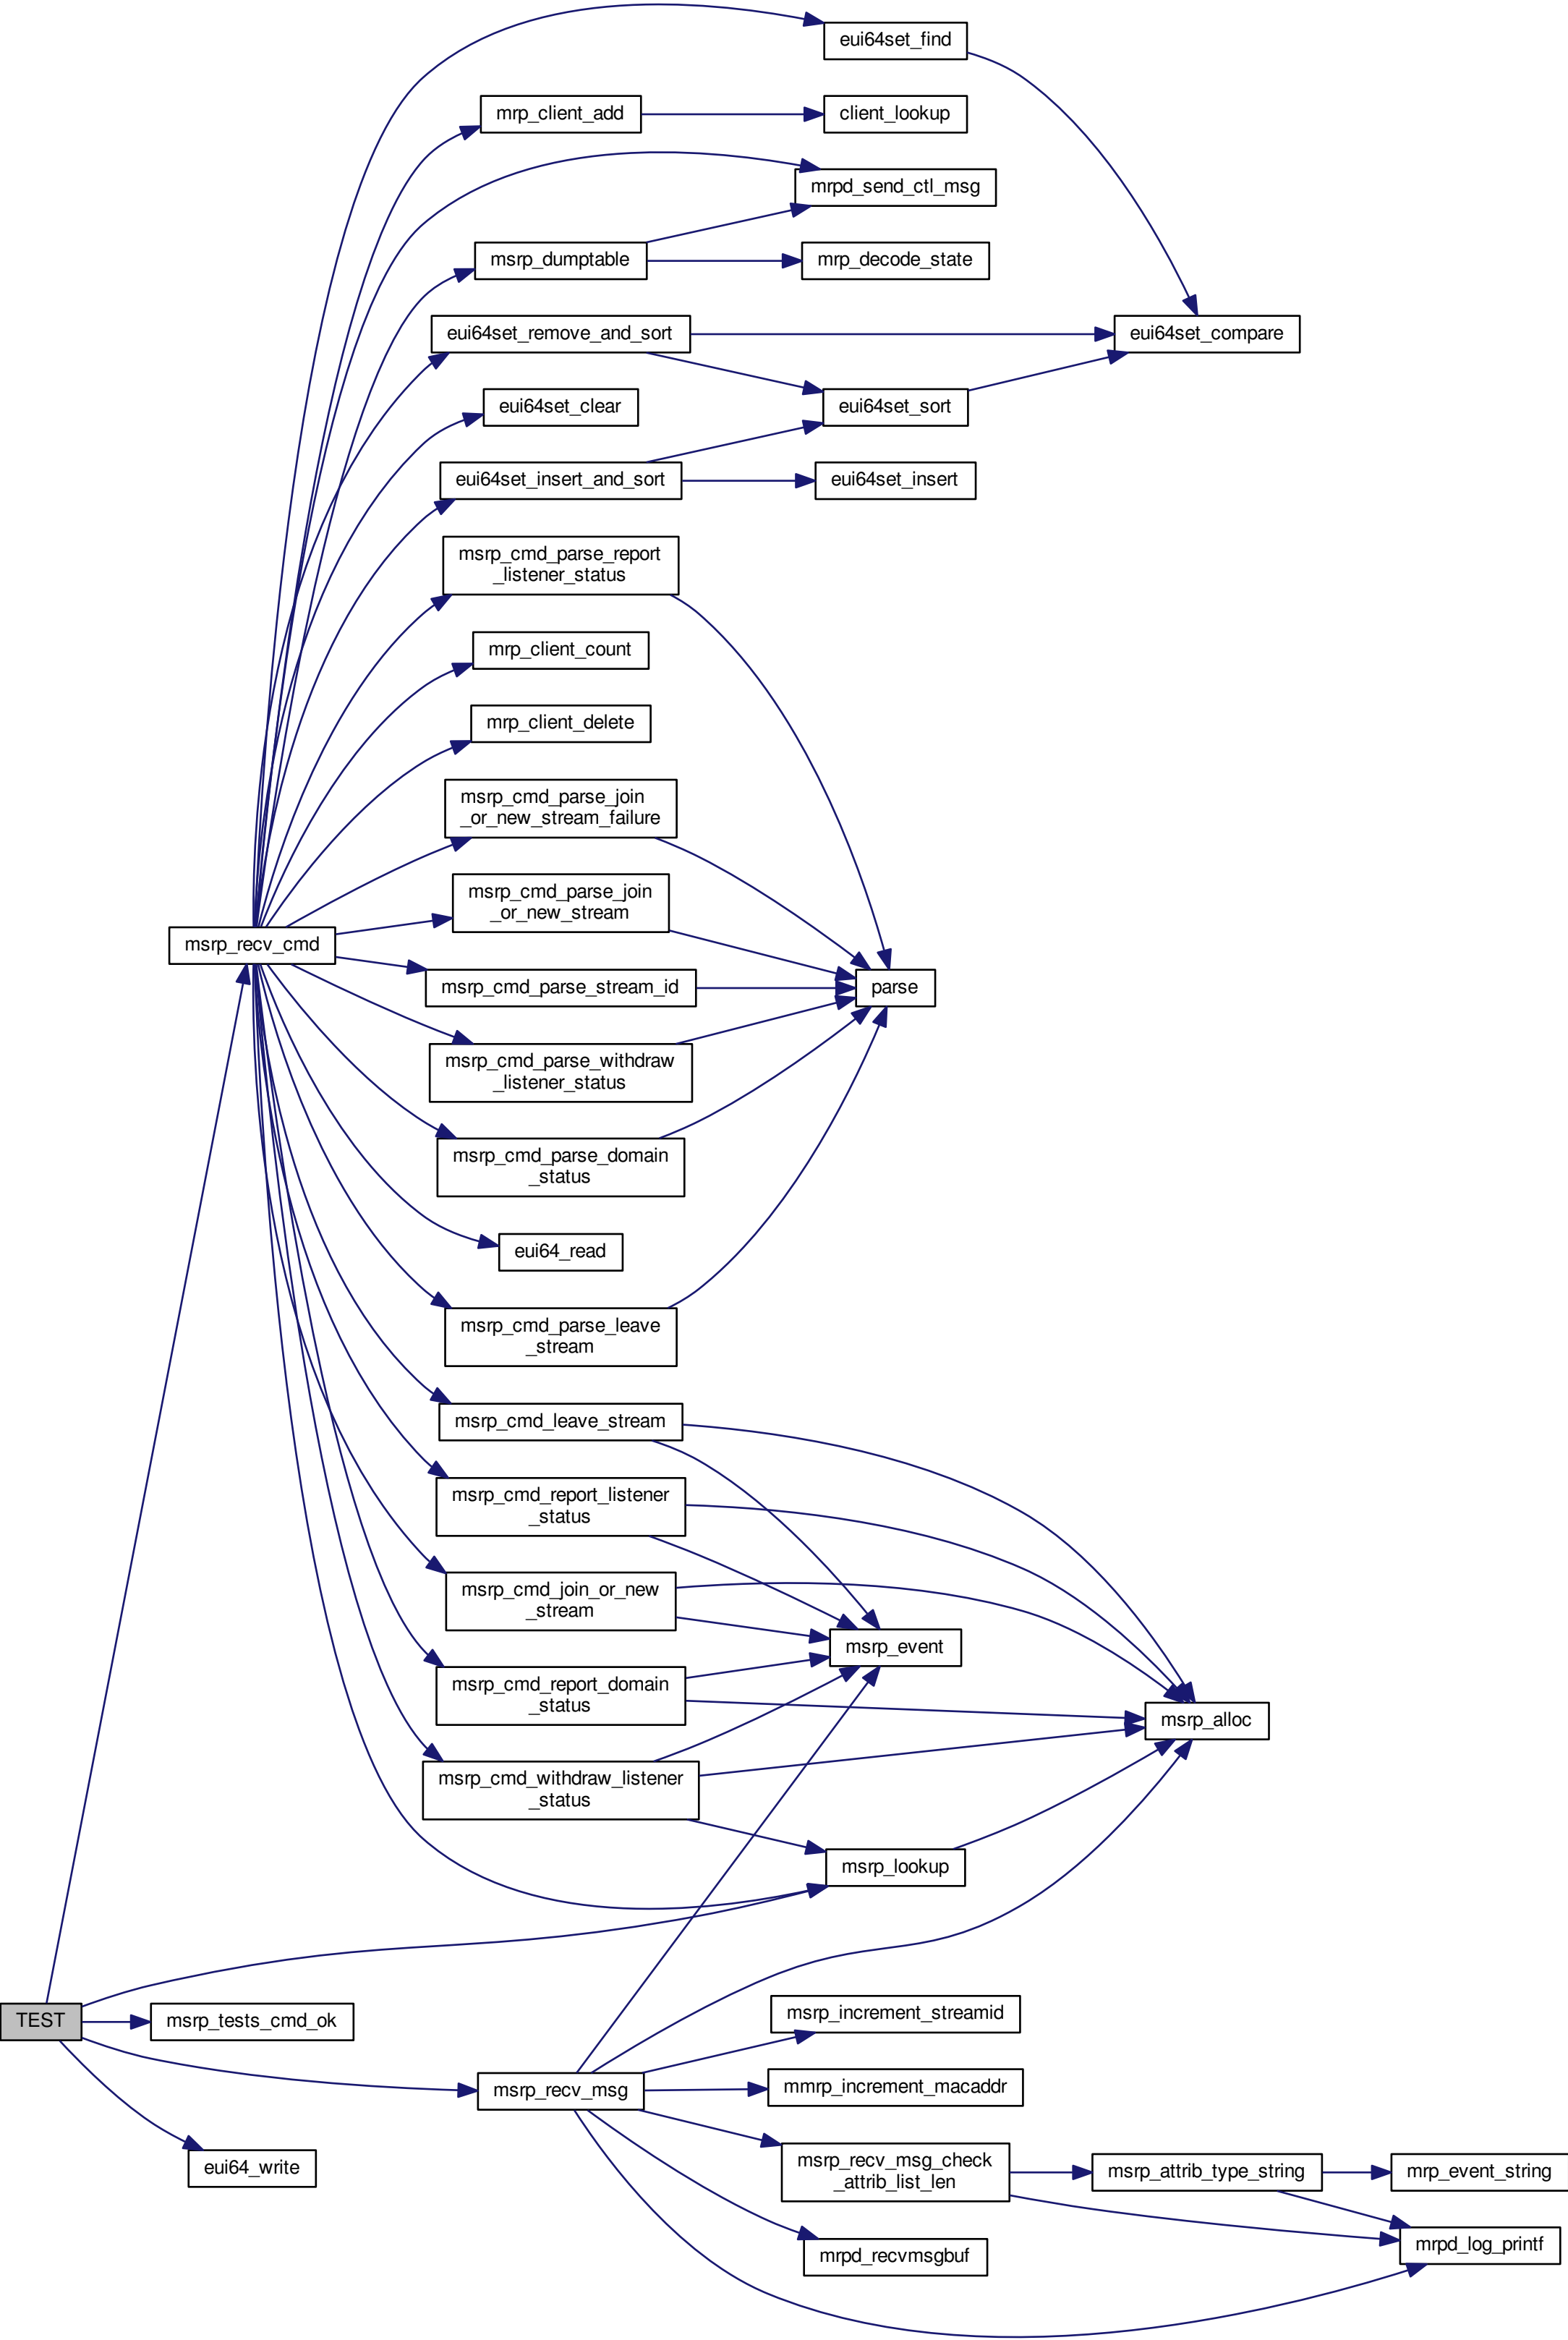 eui64set_find
mrp_client_add
client_lookup
mrpd_send_ctl_msg
msrp_dumptable
mrp_decode_state
eui64set_remove_and_sort
eui64set_compare
eui64set_clear
eui64set_sort
eui64set_insert_and_sort
eui64set_insert
msrp_cmd_parse_report
_listener_status
mrp_client_count
mrp_client_delete
msrp_cmd_parse_join
_or_new_stream_failure
msrp_cmd_parse_join
_or_new_stream
msrp_recv_cmd
msrp_cmd_parse_stream_id
parse
msrp_cmd_parse_withdraw
_listener_status
msrp_cmd_parse_domain
_status
eui64_read
msrp_cmd_parse_leave
_stream
msrp_cmd_leave_stream
msrp_cmd_report_listener
_status
msrp_cmd_join_or_new
_stream
msrp_event
msrp_cmd_report_domain
_status
msrp_alloc
msrp_cmd_withdraw_listener
_status
msrp_lookup
TEST
msrp_tests_cmd_ok
msrp_increment_streamid
msrp_recv_msg
mmrp_increment_macaddr
eui64_write
msrp_recv_msg_check
_attrib_list_len
msrp_attrib_type_string
mrp_event_string
mrpd_recvmsgbuf
mrpd_log_printf